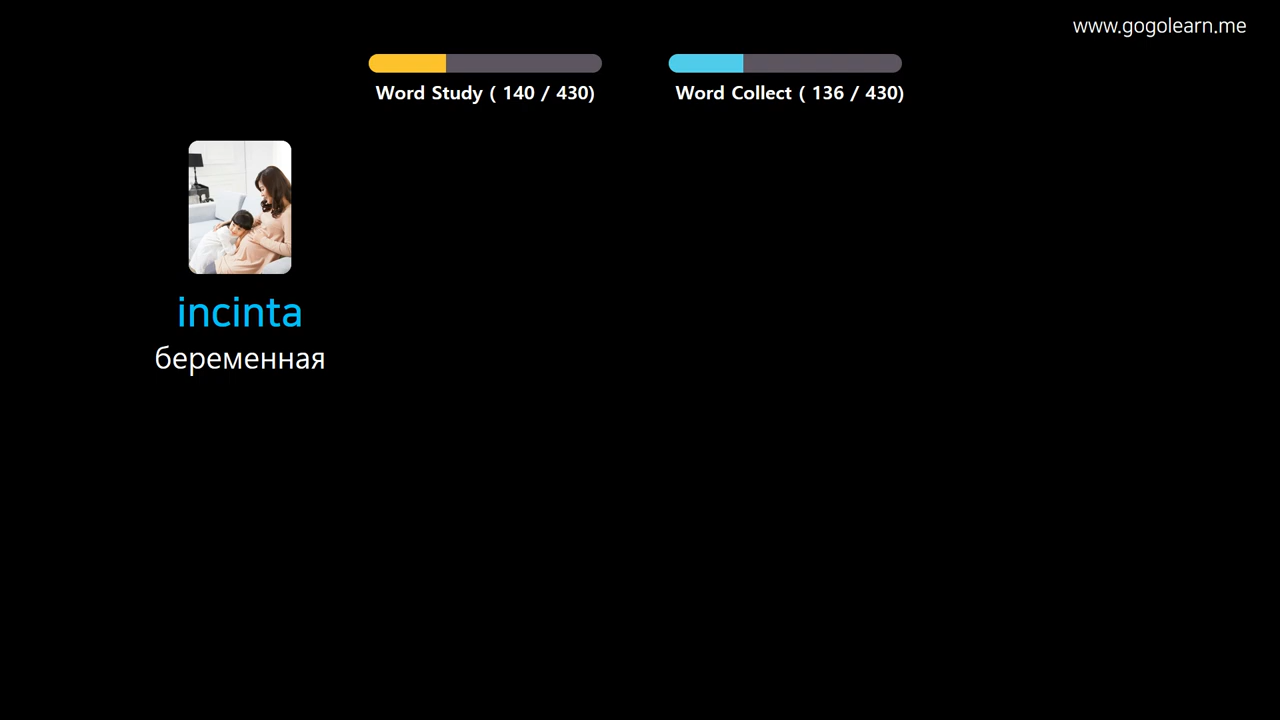 www.gogolearn.me
Word Study ( 140 / 430)
Word Collect ( 136 / 430)
incinta
беременная